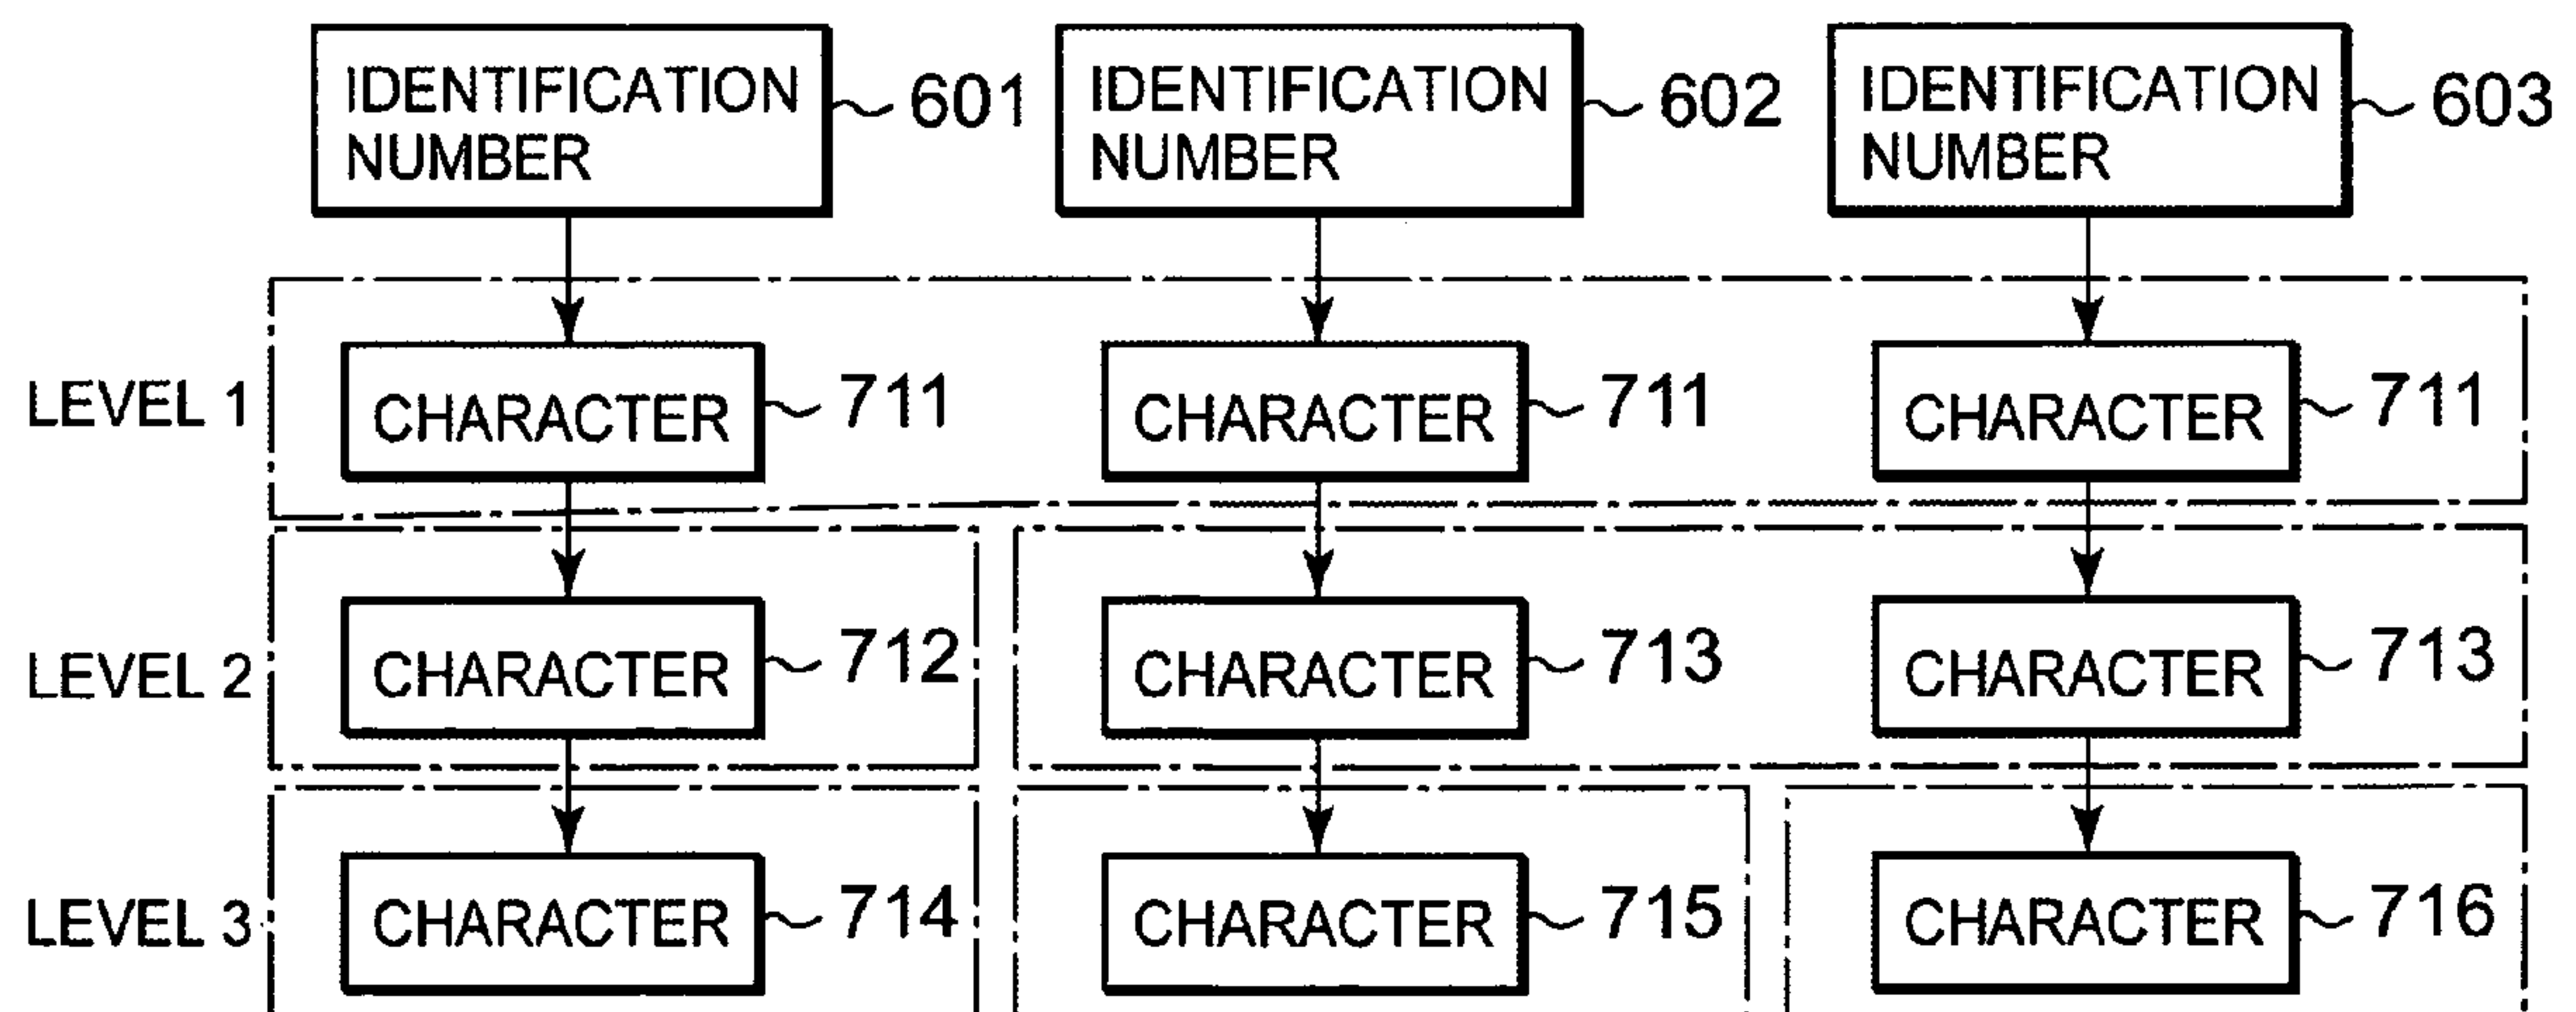 IDENTIFICATION
NUMBER
601
IDENTIFICATION
NUMBER
602
IDENTIFICATION
NUMBER
603
LEVEL 1
CHARACTER
711
CHARACTER
711
CHARACTER
711
LEVEL 2
CHARACTER
712
CHARACTER
713
CHARACTER
713
LEVEL 3
CHARACTER
714
CHARACTER
715
CHARACTER
716